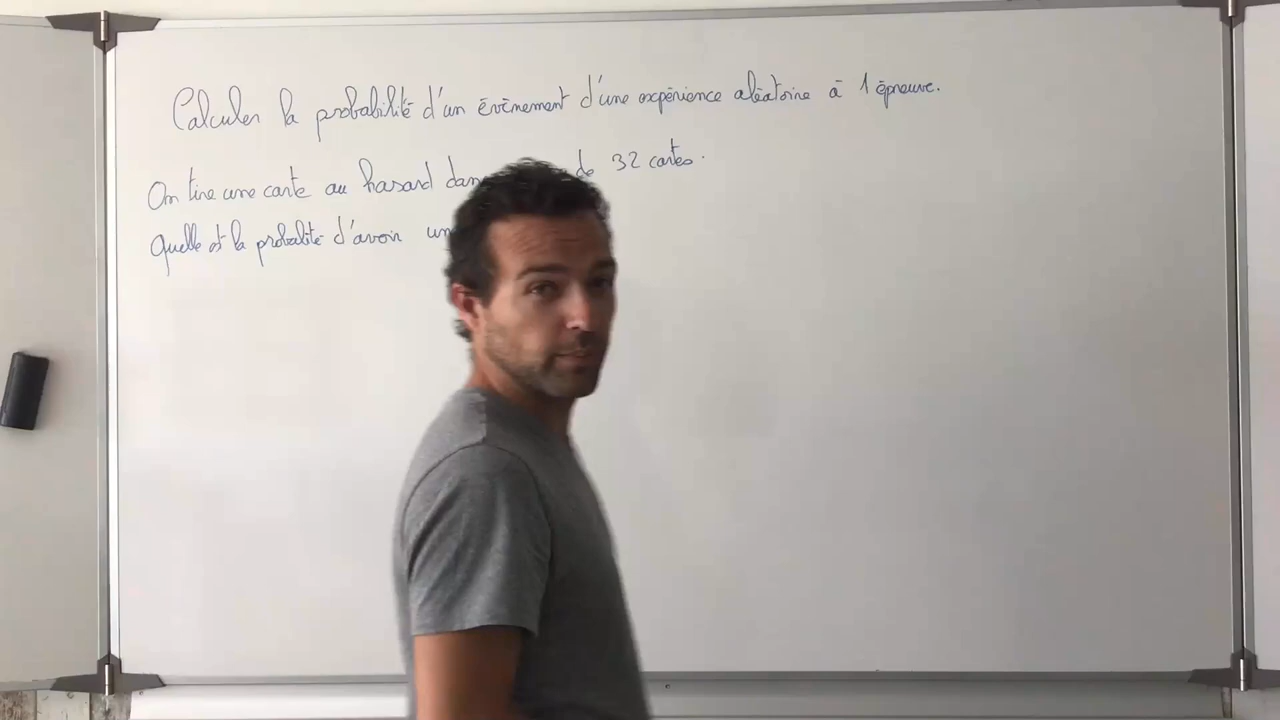 Calculer la probabilité d'un évènement d'une expérience aléatoire à 1 épreuve.
On tire une carte au hasard dans de 32 cartes.
Quelle est la probabilité d'avoir un